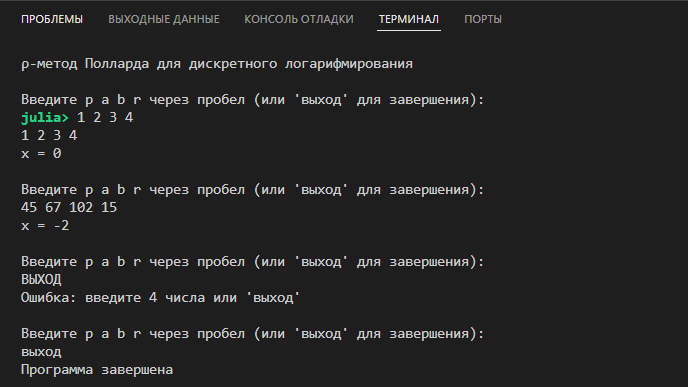 ПРОБЛЕМЫ ВЫХОДНЫЕ ДАННЫЕ КОНСОЛЬ ОТЛАДКИ ТЕРМИНАЛ ПОРТЫ
ρ-метод Полларда для дискретного логарифмирования
Введите p a b r через пробел (или 'выход' для завершения):
julia> 1 2 3 4
1 2 3 4
x = 0
Введите p a b r через пробел (или 'выход' для завершения):
45 67 102 15
x = -2
Введите p a b r через пробел (или 'выход' для завершения):
ВЫХОД
Ошибка: введите 4 числа или 'выход'
Введите p a b r через пробел (или 'выход' для завершения):
выход
Программа завершена